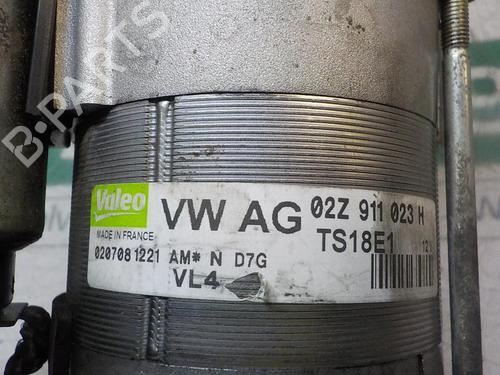 B-PARTS
Valeo
MADE IN FRANCE
VW AG 02Z 911 023 H
TS18E1
12V
0207081221 AM* N D7G
VL4